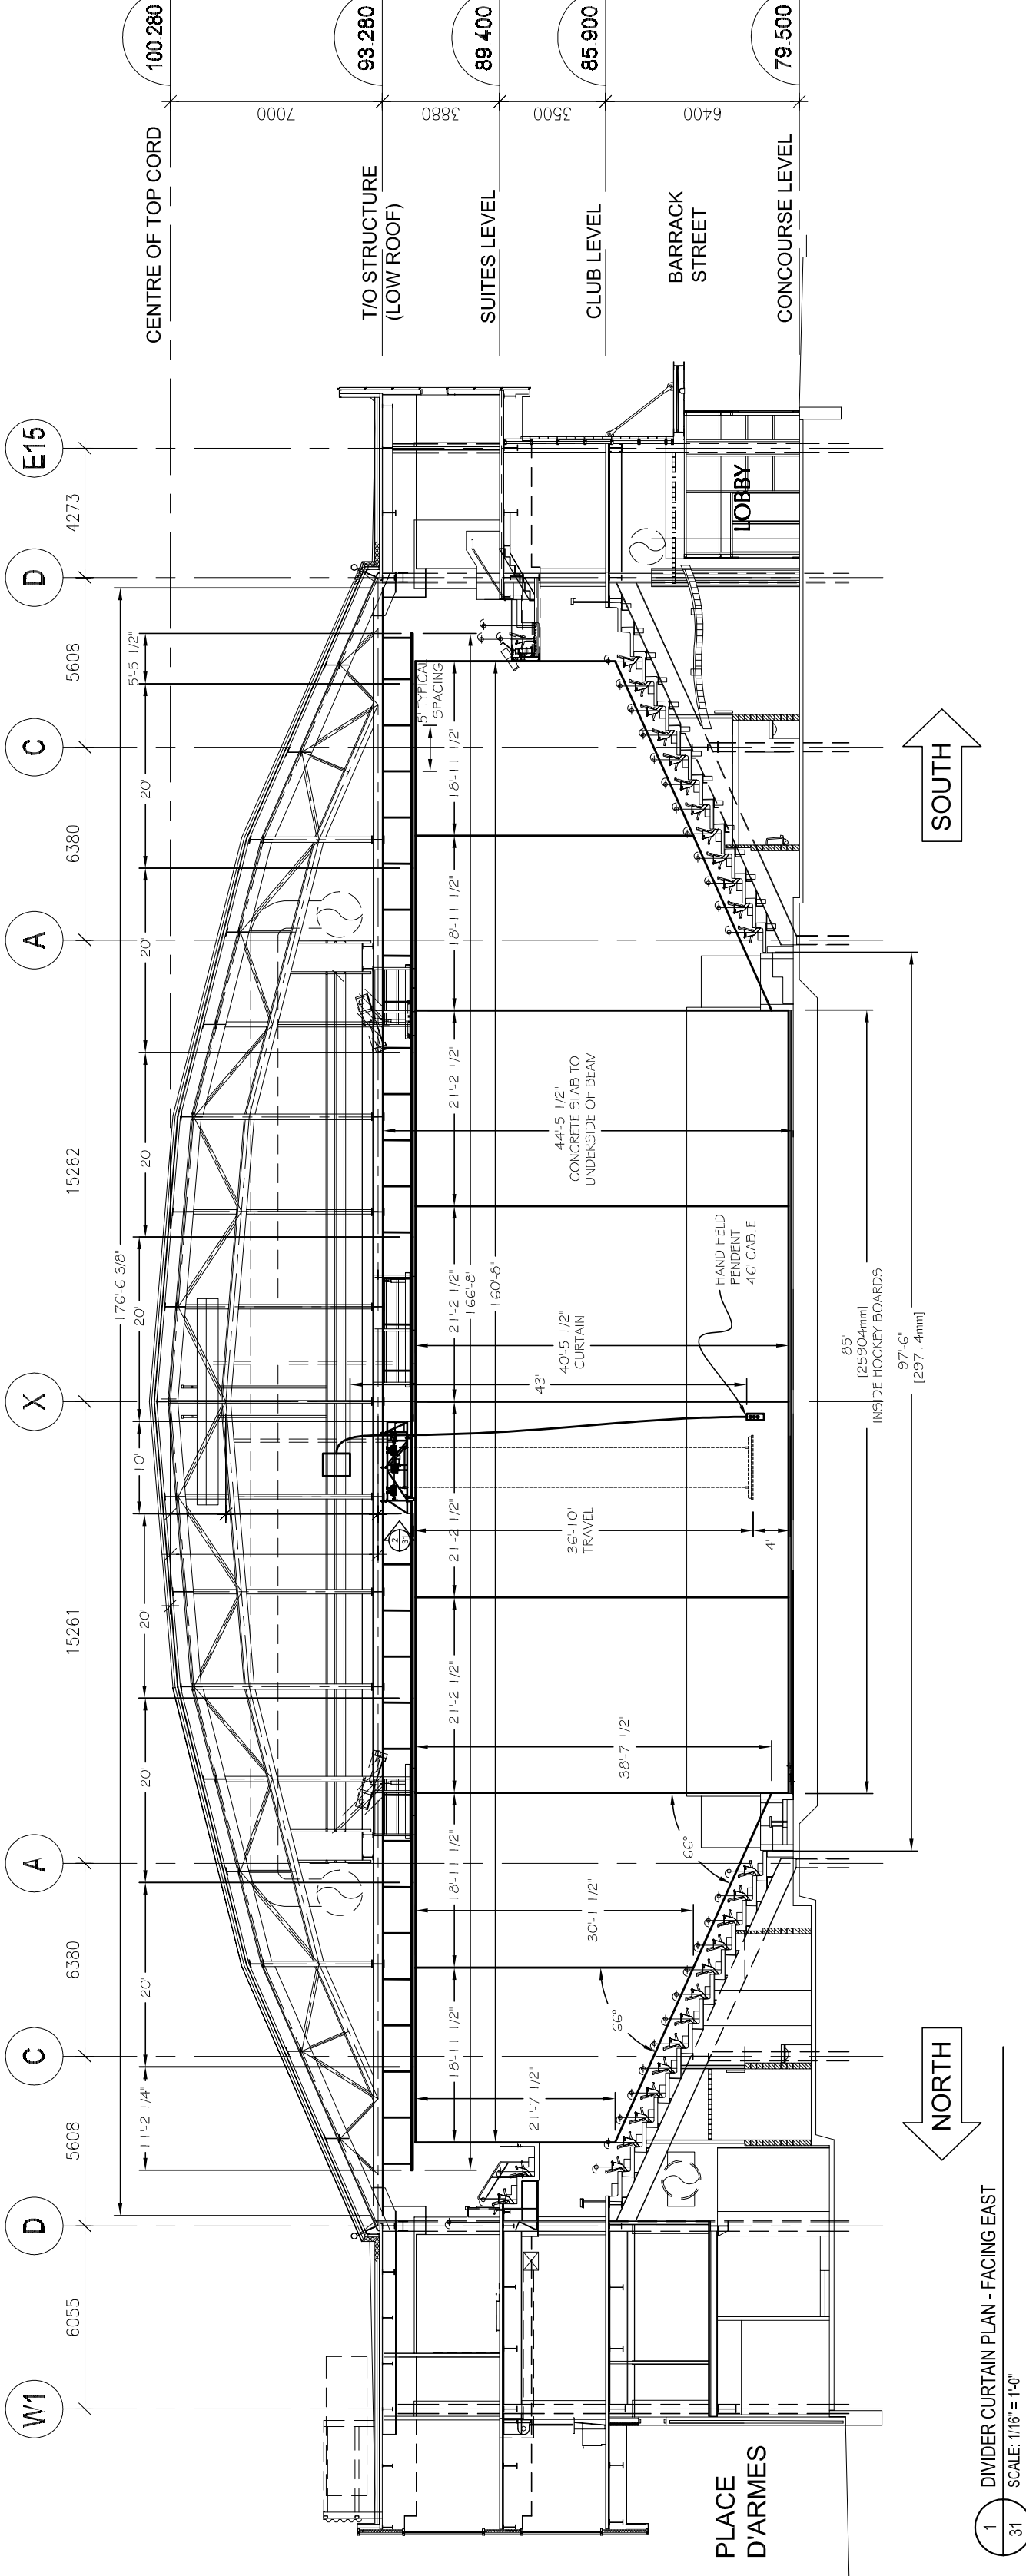 W1
D
C
A
X
A
C
D
E15
6055
5608
6380
15261
15262
6380
5608
4273
176'-6 3/8"
11'-2 1/4"
20'
20'
20'
10'
20'
20'
20'
20'
5'-5 1/2"
100.280
93.280
89.400
85.900
79.500
7000
3880
3500
6400
CENTRE OF TOP CORD
T/O STRUCTURE
(LOW ROOF)
SUITES LEVEL
CLUB LEVEL
BARRACK
STREET
CONCOURSE LEVEL
2
31
5' TYPICAL
SPACING
18'-11 1/2"
18'-11 1/2"
21'-2 1/2"
21'-2 1/2"
21'-2 1/2"
21'-2 1/2"
18'-11 1/2"
18'-11 1/2"
166'-8"
160'-8"
21'-7 1/2"
30'-1 1/2"
38'-7 1/2"
66°
66°
36'-10"
TRAVEL
4'
43'
40'-5 1/2"
CURTAIN
44'-5 1/2"
CONCRETE SLAB TO
UNDERSIDE OF BEAM
HAND HELD
PENDENT
46' CABLE
LOBBY
85'
[25904mm]
INSIDE HOCKEY BOARDS
97'-6"
[29714mm]
PLACE
D'ARMES
NORTH
SOUTH
1
31
DIVIDER CURTAIN PLAN - FACING EAST
SCALE: 1/16" = 1'-0"